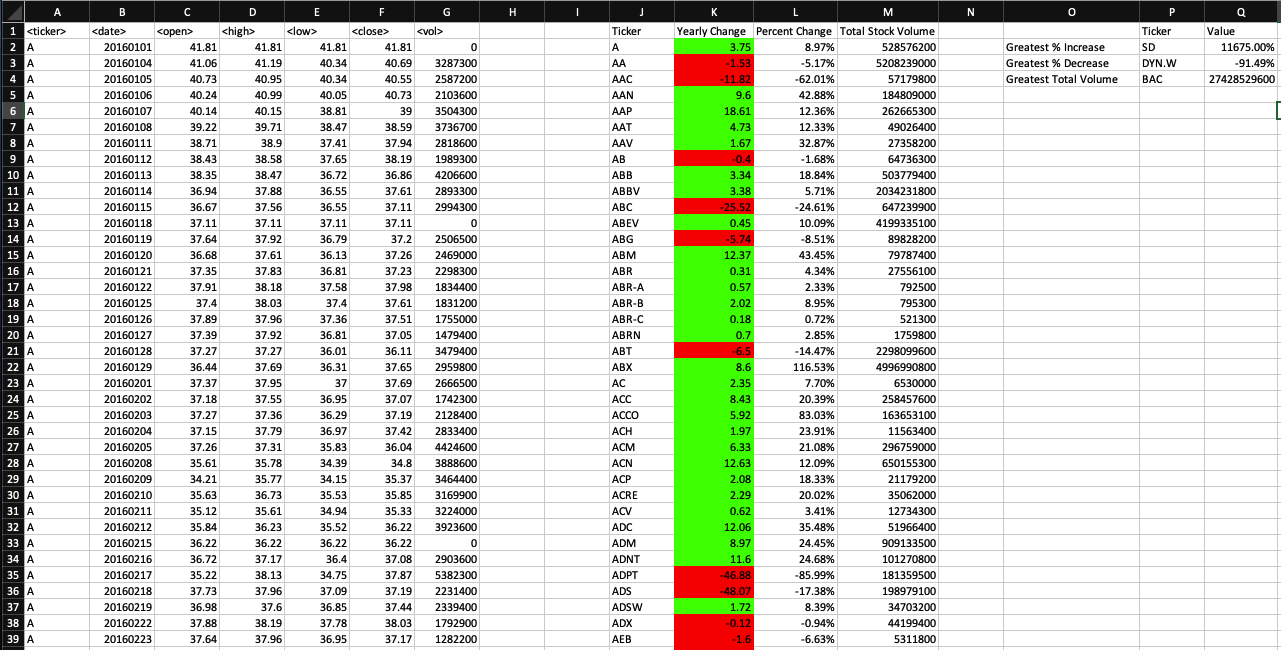 A B C D E F G H I J K L M N O P Q
1 <ticker> <date> <open> <high> <low> <close> <vol> Ticker Yearly Change Percent Change Total Stock Volume Ticker Value
2 A 20160101 41.81 41.81 41.81 41.81 0 A 3.75 8.97% 528576200 Greatest % Increase SD 11675.00%
3 A 20160104 41.06 41.19 40.34 40.69 3287300 AA -1.53 -5.17% 5208239000 Greatest % Decrease DYN.W -91.49%
4 A 20160105 40.73 40.95 40.34 40.55 2587200 AAC -11.82 -62.01% 57179800 Greatest Total Volume BAC 27428529600
5 A 20160106 40.24 40.99 40.05 40.73 2103600 AAN 9.6 42.88% 184809000
6 A 20160107 40.14 40.15 38.81 39 3504300 AAP 18.61 12.36% 262665300
7 A 20160108 39.22 39.71 38.47 38.59 3736700 AAT 4.73 12.33% 49026400
8 A 20160111 38.71 38.9 37.41 37.94 2818600 AAV 1.67 32.87% 27358200
9 A 20160112 38.43 38.58 37.65 38.19 1989300 AB -0.4 -1.68% 64736300
10 A 20160113 38.35 38.47 36.72 36.86 4206600 ABB 3.34 18.84% 503779400
11 A 20160114 36.94 37.88 36.55 37.61 2893300 ABBV 3.38 5.71% 2034231800
12 A 20160115 36.67 37.56 36.55 37.11 2994300 ABC -25.52 -24.61% 647239900
13 A 20160118 37.11 37.11 37.11 37.11 0 ABEV 0.45 10.09% 4199335100
14 A 20160119 37.64 37.92 36.79 37.2 2506500 ABG -5.74 -8.51% 89828200
15 A 20160120 36.68 37.61 36.13 37.26 2469000 ABM 12.37 43.45% 79787400
16 A 20160121 37.35 37.83 36.81 37.23 2298300 ABR 0.31 4.34% 27556100
17 A 20160122 37.91 38.18 37.58 37.98 1834400 ABR-A 0.57 2.33% 792500
18 A 20160125 37.4 38.03 37.4 37.61 1831200 ABR-B 2.02 8.95% 795300
19 A 20160126 37.89 37.96 37.36 37.51 1755000 ABR-C 0.18 0.72% 521300
20 A 20160127 37.39 37.92 36.81 37.05 1479400 ABRN 0.7 2.85% 1759800
21 A 20160128 37.27 37.27 36.01 36.11 3479400 ABT -6.5 -14.47% 2298099600
22 A 20160129 36.44 37.69 36.31 37.65 2959800 ABX 8.6 116.53% 4996990800
23 A 20160201 37.37 37.95 37 37.69 2666500 AC 2.35 7.70% 6530000
24 A 20160202 37.18 37.55 36.95 37.07 1742300 ACC 8.43 20.39% 258457600
25 A 20160203 37.27 37.36 36.29 37.19 2128400 ACCO 5.92 83.03% 163653100
26 A 20160204 37.15 37.79 36.97 37.42 2833400 ACH 1.97 23.91% 11563400
27 A 20160205 37.26 37.31 35.83 36.04 4424600 ACM 6.33 21.08% 296759000
28 A 20160208 35.61 35.78 34.39 34.8 3888600 ACN 12.63 12.09% 650155300
29 A 20160209 34.21 35.77 34.15 35.37 3464400 ACP 2.08 18.33% 21179200
30 A 20160210 35.63 36.73 35.53 35.85 3169900 ACRE 2.29 20.02% 35062000
31 A 20160211 35.12 35.61 34.94 35.33 3224000 ACV 0.62 3.41% 12734300
32 A 20160212 35.84 36.23 35.52 36.22 3923600 ADC 12.06 35.48% 51966400
33 A 20160215 36.22 36.22 36.22 36.22 0 ADM 8.97 24.45% 909133500
34 A 20160216 36.72 37.17 36.4 37.08 2903600 ADNT 11.6 24.68% 101270800
35 A 20160217 35.22 38.13 34.75 37.87 5382300 ADPT -46.88 -85.99% 181359500
36 A 20160218 37.73 37.96 37.09 37.19 2231400 ADS -48.07 -17.38% 198979100
37 A 20160219 36.98 37.6 36.85 37.44 2339400 ADSW 1.72 8.39% 34703200
38 A 20160222 37.88 38.19 37.78 38.03 1792900 ADX -0.12 -0.94% 44199400
39 A 20160223 37.64 37.96 36.95 37.17 1282200 AEB -1.6 -6.63% 5311800